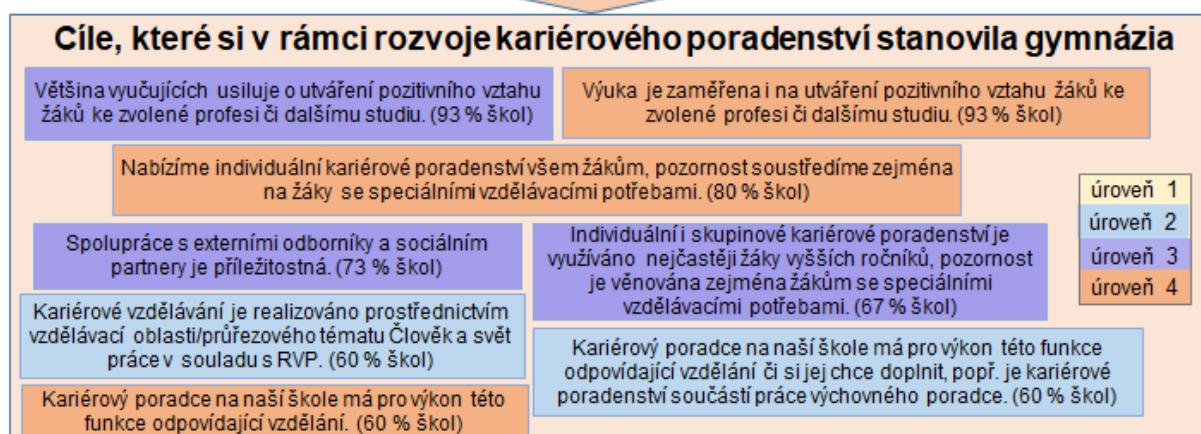 Cíle, které si v rámci rozvoje kariérového poradenství stanovila gymnázia
Většina vyučujících usiluje o utváření pozitivního vztahu
žáků ke zvolené profesi či dalšímu studiu. (93 % škol)
Výuka je zaměřena i na utváření pozitivního vztahu žáků ke
zvolené profesi či dalšímu studiu. (93 % škol)
Nabízíme individuální kariérové poradenství všem žákům, pozornost soustředíme zejména
na žáky se speciálními vzdělávacími potřebami. (80 % škol)
úroveň 1
úroveň 2
úroveň 3
úroveň 4
Spolupráce s externími odborníky a sociálním
partnery je příležitostná. (73 % škol)
Individuální i skupinové kariérové poradenství je
využíváno nejčastěji žáky vyšších ročníků, pozornost
je věnována zejména žákům se speciálními
vzdělávacími potřebami. (67 % škol)
Kariérové vzdělávání je realizováno prostřednictvím
vzdělávací oblasti/průřezového tématu Člověk a svět
práce v souladu s RVP. (60 % škol)
Kariérový poradce na naší škole má pro výkon této funkce
odpovídající vzdělání či si jej chce doplnit, popř. je kariérové
poradenství součástí práce výchovného poradce. (60 % škol)
Kariérový poradce na naší škole má pro výkon této
funkce odpovídající vzdělání. (60 % škol)